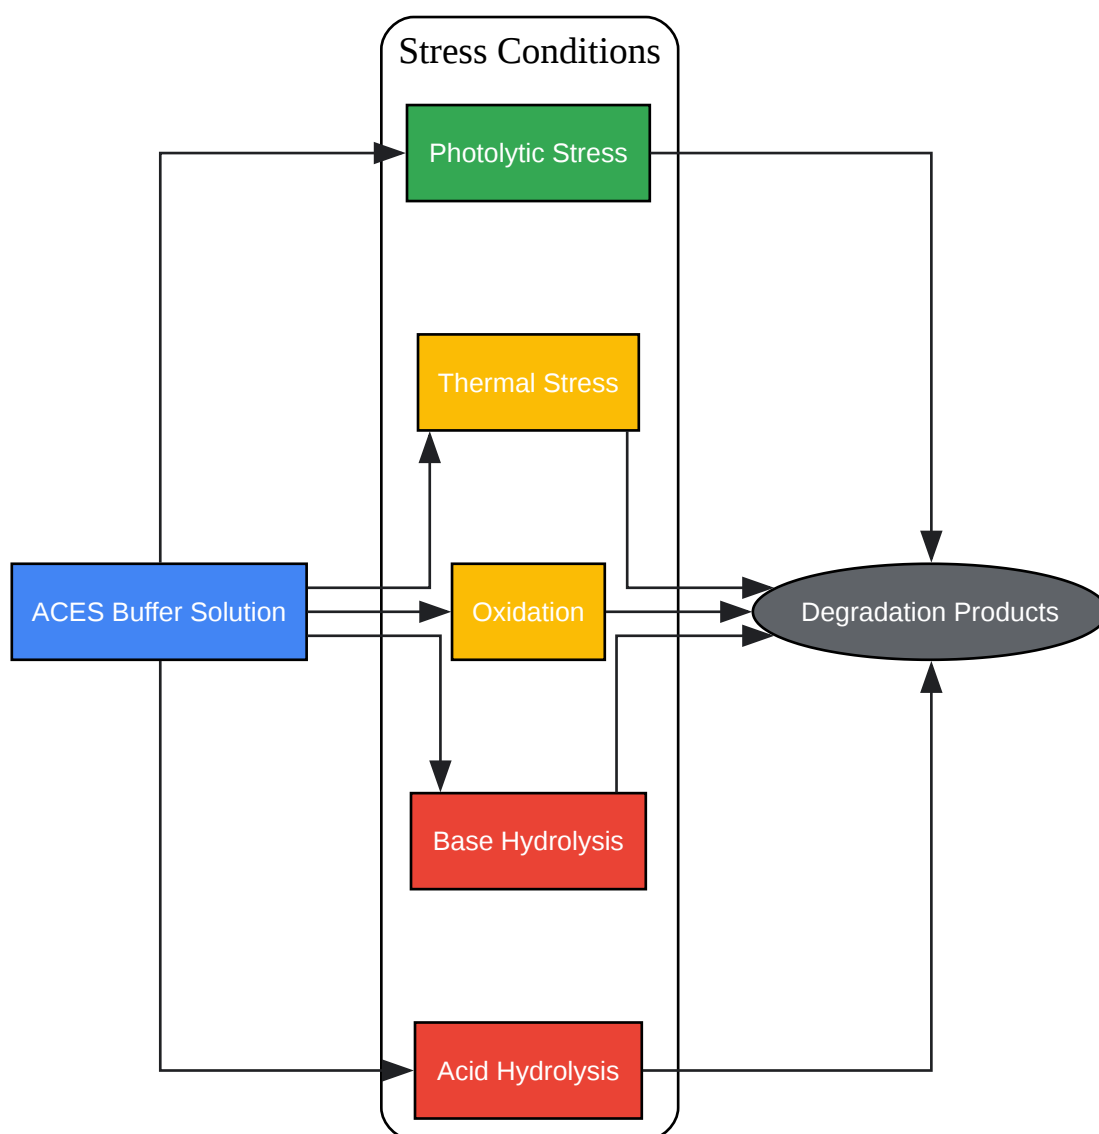 Stress Conditions
Photolytic Stress
Thermal Stress
ACES Buffer Solution
Oxidation
Degradation Products
Base Hydrolysis
Acid Hydrolysis